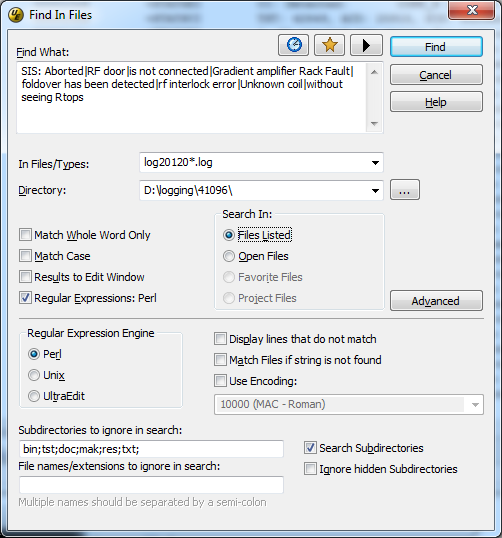 Find In Files
Find What:
SIS: Aborted|RF door|is not connected|Gradient amplifier Rack Fault|
foldover has been detected|rf interlock error|Unknown coil|without
seeing Rtops
Find
Cancel
Help
In Files/Types:
log20120*.log
Directory:
D:\logging\41096\
...
Match Whole Word Only
Match Case
Results to Edit Window
Regular Expressions: Perl
Search In:
Files Listed
Open Files
Favorite Files
Project Files
Advanced
Regular Expression Engine
Perl
Unix
UltraEdit
Display lines that do not match
Match Files if string is not found
Use Encoding:
10000 (MAC - Roman)
Subdirectories to ignore in search:
bin;tst;doc;mak;res;txt;
File names/extensions to ignore in search:
Multiple names should be separated by a semi-colon
Search Subdirectories
Ignore hidden Subdirectories